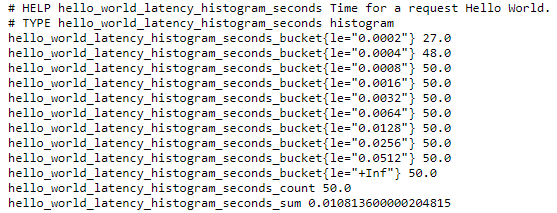 # HELP hello_world_latency_histogram_seconds Time for a request Hello World.
# TYPE hello_world_latency_histogram_seconds histogram
hello_world_latency_histogram_seconds_bucket{le="0.0002"} 27.0
hello_world_latency_histogram_seconds_bucket{le="0.0004"} 48.0
hello_world_latency_histogram_seconds_bucket{le="0.0008"} 50.0
hello_world_latency_histogram_seconds_bucket{le="0.0016"} 50.0
hello_world_latency_histogram_seconds_bucket{le="0.0032"} 50.0
hello_world_latency_histogram_seconds_bucket{le="0.0064"} 50.0
hello_world_latency_histogram_seconds_bucket{le="0.0128"} 50.0
hello_world_latency_histogram_seconds_bucket{le="0.0256"} 50.0
hello_world_latency_histogram_seconds_bucket{le="0.0512"} 50.0
hello_world_latency_histogram_seconds_bucket{le="+Inf"} 50.0
hello_world_latency_histogram_seconds_count 50.0
hello_world_latency_histogram_seconds_sum 0.010813600000204815